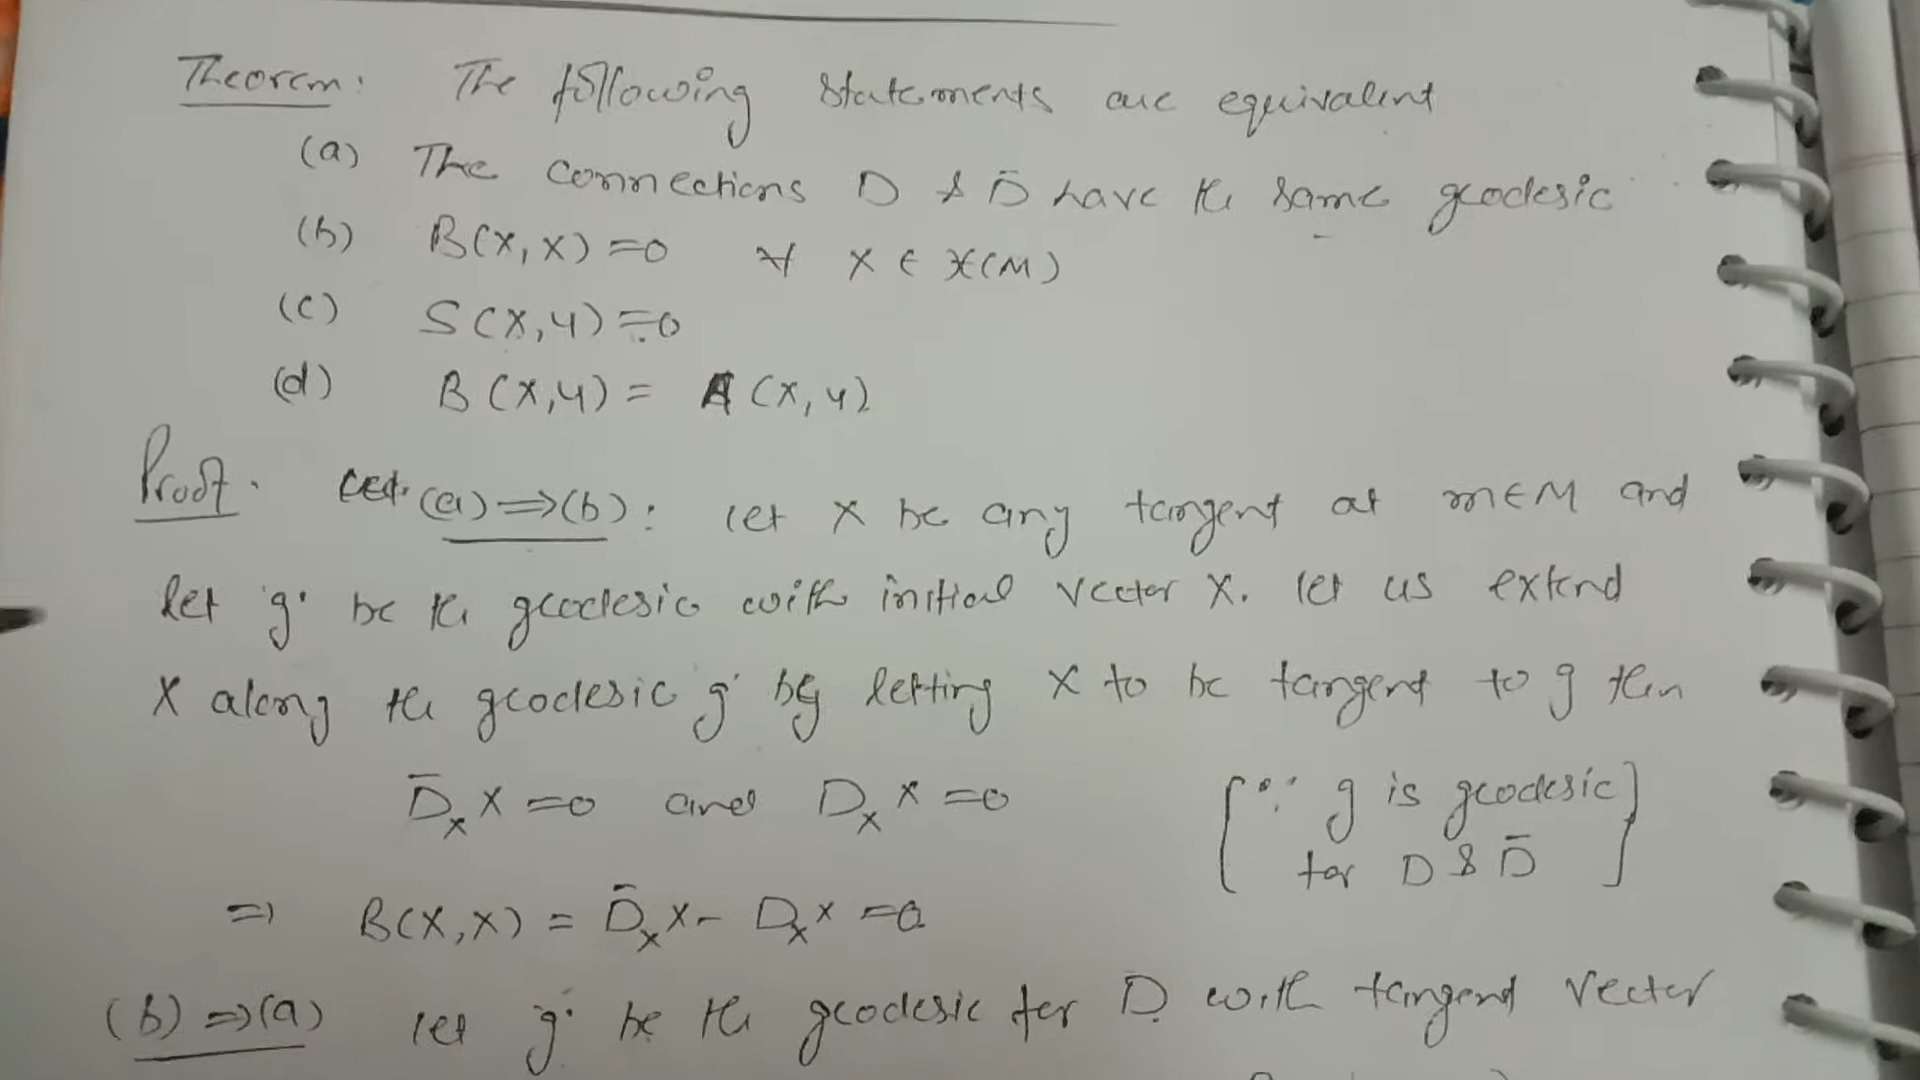 Theorem: The following statements are equivalent
(a) The connections D & D̄ have the same geodesic
(b) B(X,X)=0 ∀ X ∈ 𝔛(M)
(c) S(X,Y)=0
(d) B(X,Y) = A(X,Y)
Proof. Let (a)⇒(b): let X be any tangent at m∈M and
let 'g' be the geodesic with initial vector X. let us extend
X along the geodesic g by letting X to be tangent to g then
D̄ₓX=0 and DₓX=0 [∵ g is geodesic
for D & D̄]
⇒ B(X,X) = D̄ₓX - DₓX =0
(b)⇒(a) let g be the geodesic for D with tangent vector